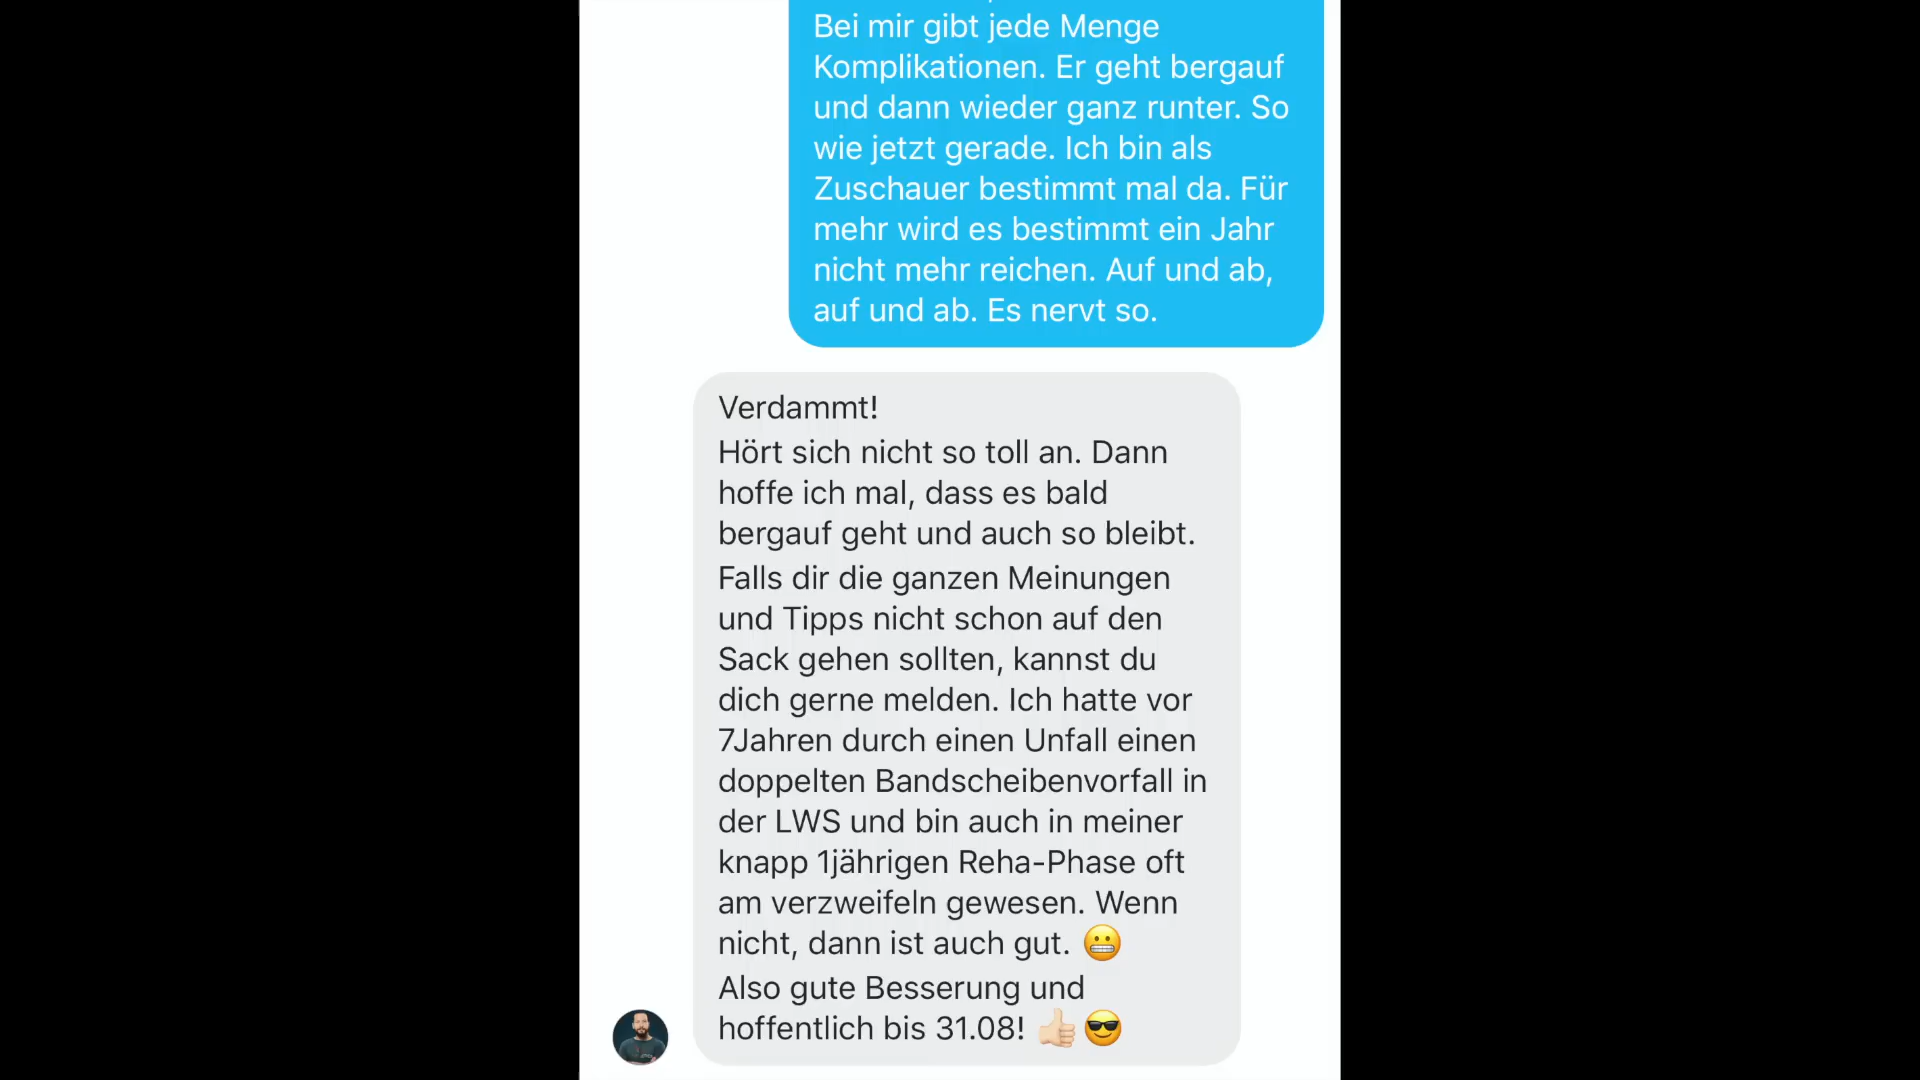 Bei mir gibt jede Menge
Komplikationen. Er geht bergauf
und dann wieder ganz runter. So
wie jetzt gerade. Ich bin als
Zuschauer bestimmt mal da. Für
mehr wird es bestimmt ein Jahr
nicht mehr reichen. Auf und ab,
auf und ab. Es nervt so.
Verdammt!
Hört sich nicht so toll an. Dann
hoffe ich mal, dass es bald
bergauf geht und auch so bleibt.
Falls dir die ganzen Meinungen
und Tipps nicht schon auf den
Sack gehen sollten, kannst du
dich gerne melden. Ich hatte vor
7Jahren durch einen Unfall einen
doppelten Bandscheibenvorfall in
der LWS und bin auch in meiner
knapp 1jährigen Reha-Phase oft
am verzweifeln gewesen. Wenn
nicht, dann ist auch gut. 😬
Also gute Besserung und
hoffentlich bis 31.08! 👍🏻😎